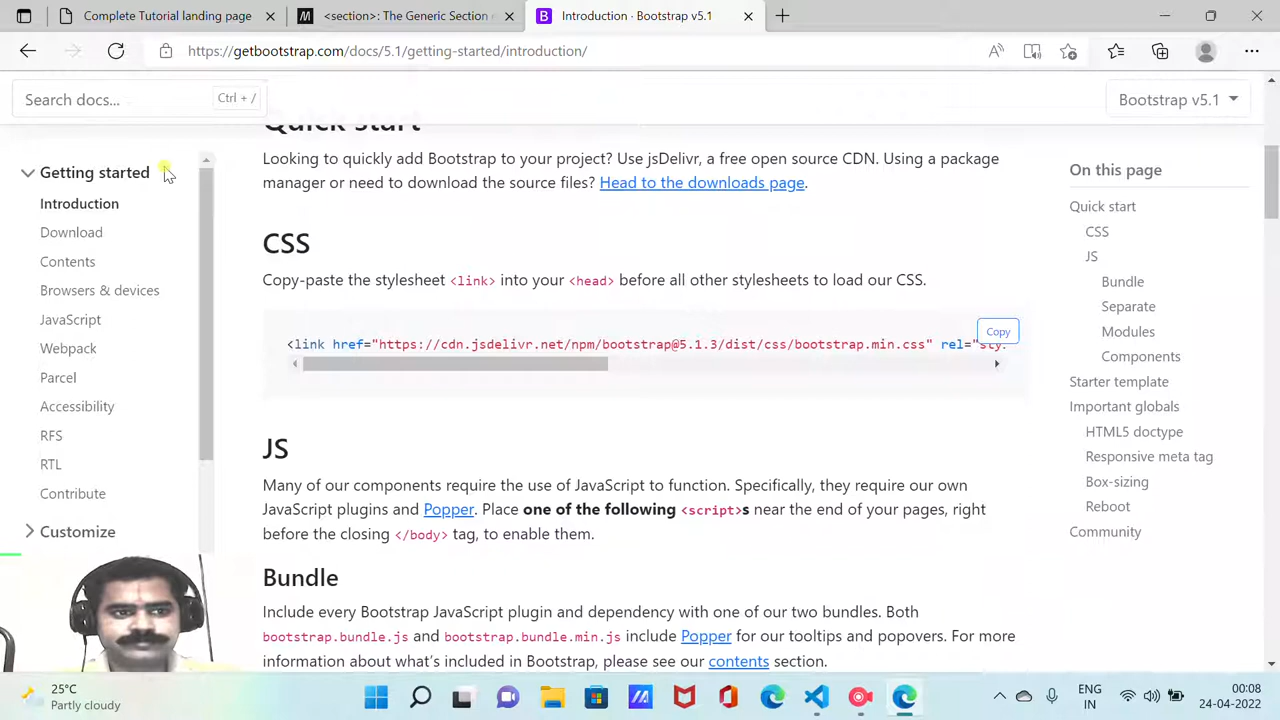 Complete Tutorial landing page
<section>: The Generic Section
Introduction · Bootstrap v5.1
https://getbootstrap.com/docs/5.1/getting-started/introduction/
Search docs...
Ctrl + /
Bootstrap v5.1
Getting started
Introduction
Download
Contents
Browsers & devices
JavaScript
Webpack
Parcel
Accessibility
RFS
RTL
Contribute
Customize
Quick start
Looking to quickly add Bootstrap to your project? Use jsDelivr, a free open source CDN. Using a package
manager or need to download the source files? Head to the downloads page.
CSS
Copy-paste the stylesheet <link> into your <head> before all other stylesheets to load our CSS.
Copy
<link href="https://cdn.jsdelivr.net/npm/bootstrap@5.1.3/dist/css/bootstrap.min.css" rel="sty
JS
Many of our components require the use of JavaScript to function. Specifically, they require our own
JavaScript plugins and Popper. Place one of the following <script>s near the end of your pages, right
before the closing </body> tag, to enable them.
Bundle
Include every Bootstrap JavaScript plugin and dependency with one of our two bundles. Both
bootstrap.bundle.js and bootstrap.bundle.min.js include Popper for our tooltips and popovers. For more
information about what's included in Bootstrap, please see our contents section.
On this page
Quick start
CSS
JS
Bundle
Separate
Modules
Components
Starter template
Important globals
HTML5 doctype
Responsive meta tag
Box-sizing
Reboot
Community
25°C
Partly cloudy
ENG
IN
00:08
24-04-2022